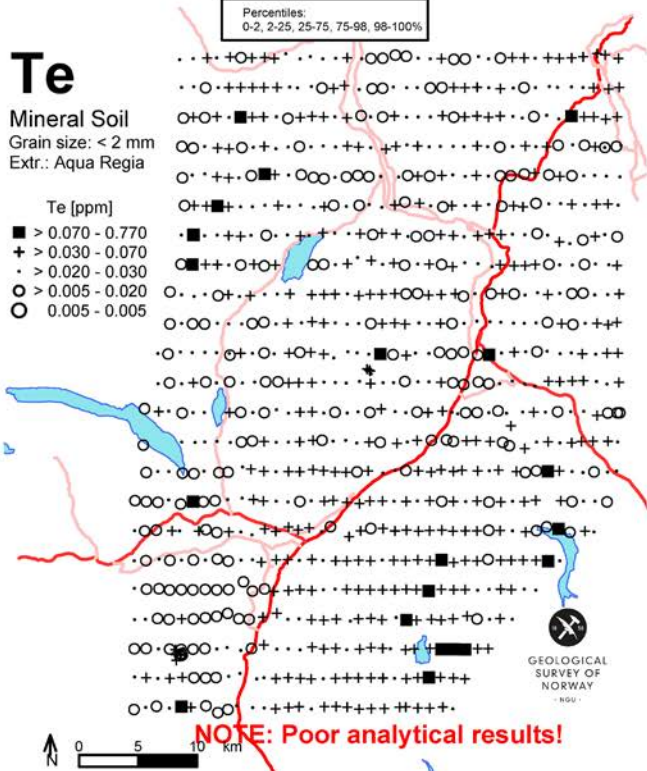 Percentiles:
0-2, 2-25, 25-75, 75-98, 98-100%
Te
Mineral Soil
Grain size: < 2 mm
Extr.: Aqua Regia
Te [ppm]
> 0.070 - 0.770
> 0.030 - 0.070
> 0.020 - 0.030
> 0.005 - 0.020
0.005 - 0.005
GEOLOGICAL
SURVEY OF
NORWAY
- NGU -
NOTE: Poor analytical results!
N
0 5 10 km